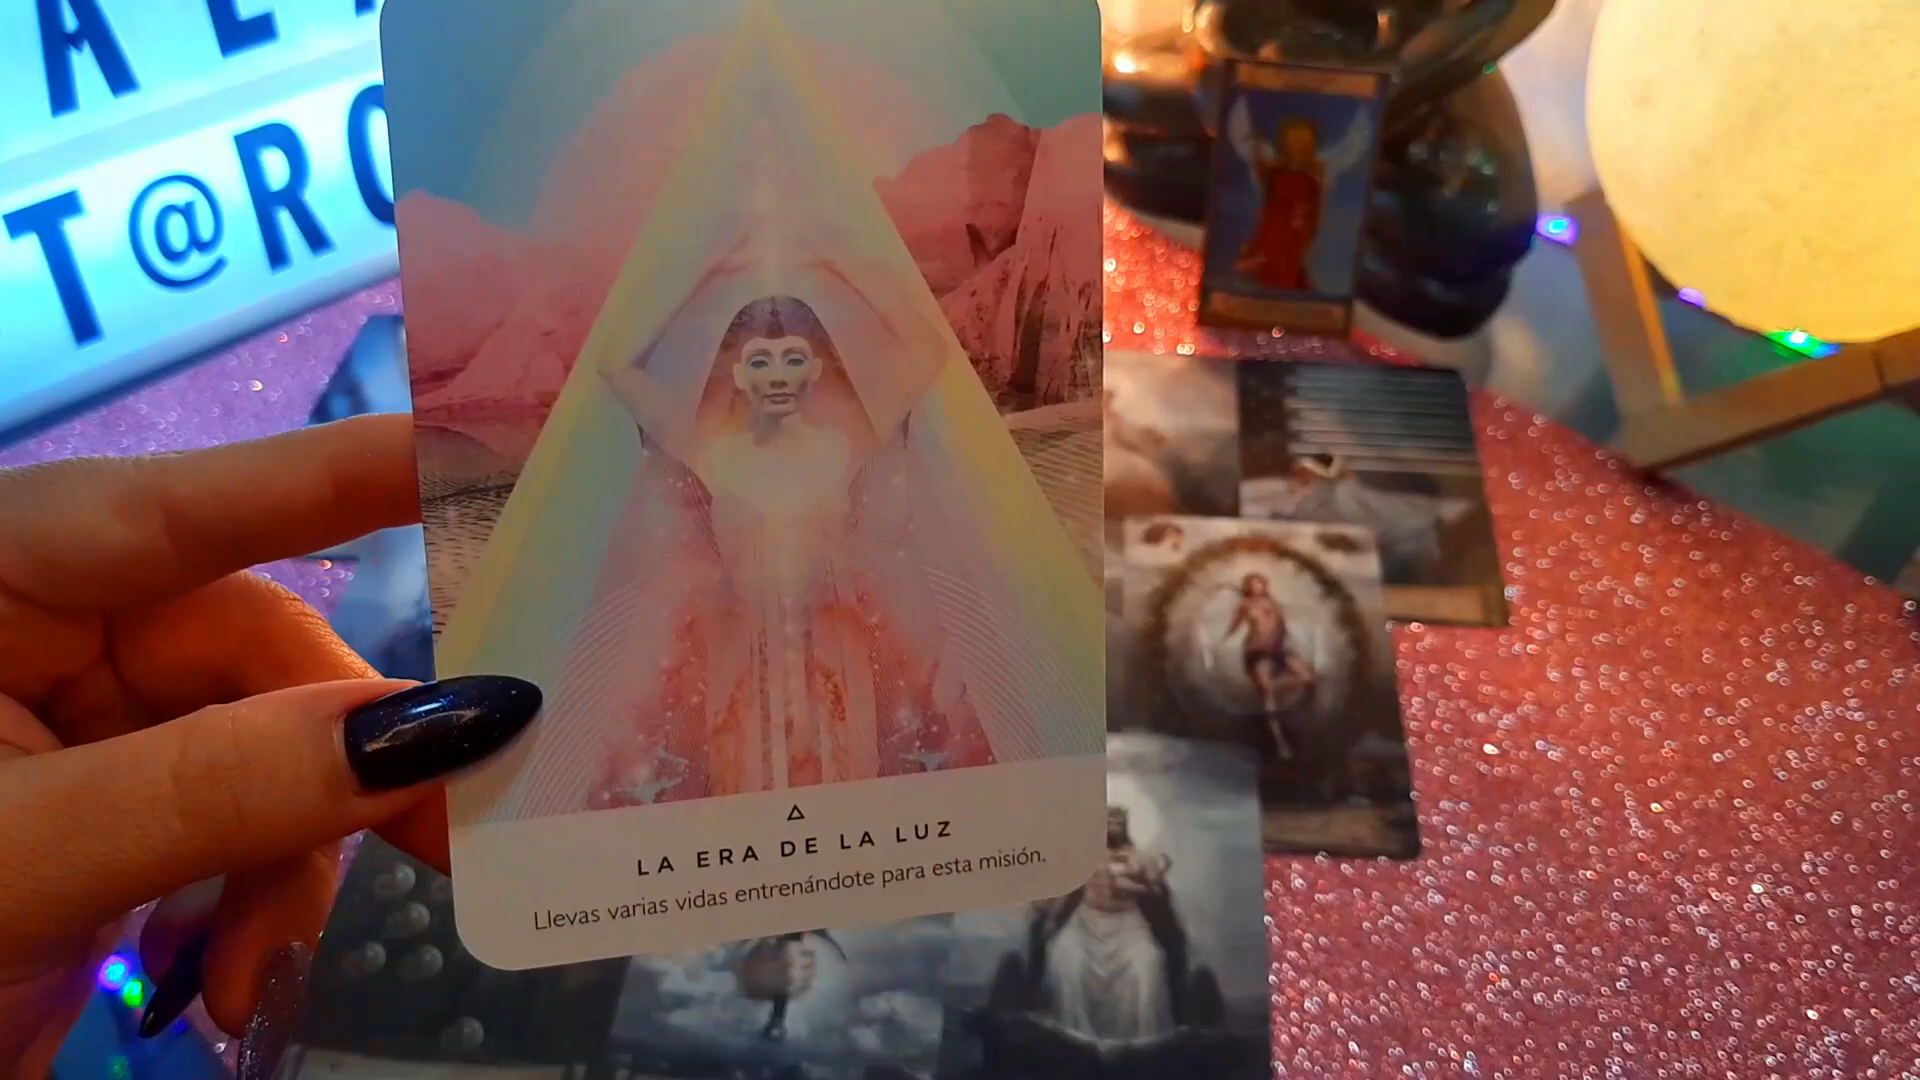 T@RO
LA ERA DE LA LUZ
Llevas varias vidas entrenándote para esta misión.